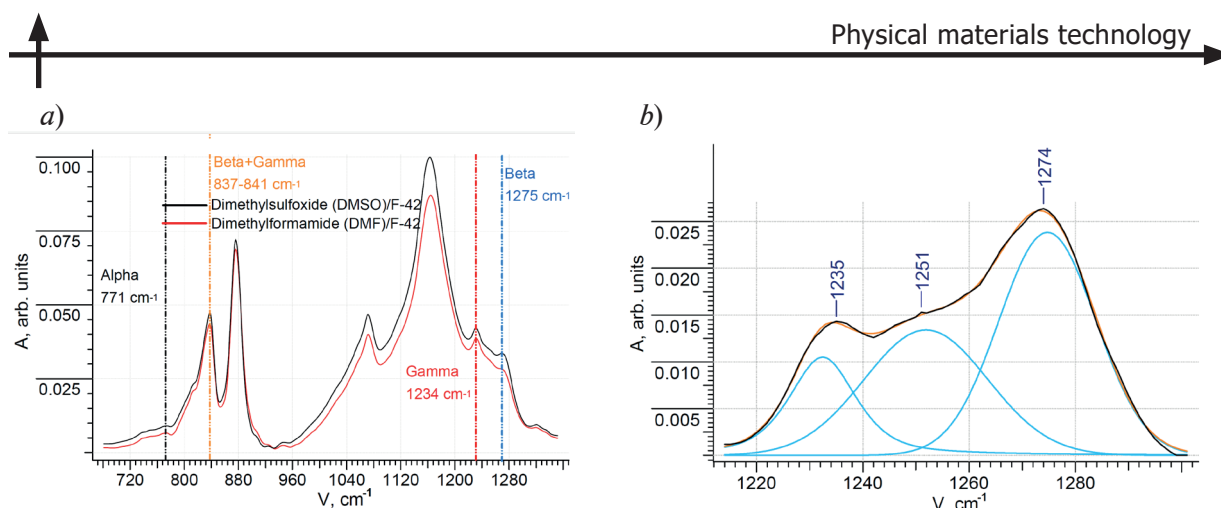 Physical materials technology
a)
b)
A, arb. units
0.100
0.075
0.050
0.025
Alpha
771 cm-1
Beta+Gamma
837-841 cm-1
Dimethylsulfoxide (DMSO)/F-42
Dimethylformamide (DMF)/F-42
Gamma
1234 cm-1
Beta
1275 cm-1
720 800 880 960 1040 1120 1200 1280
V, cm-1
A, arb. units
0.025
0.020
0.015
0.010
0.005
1235
1251
1274
1220 1240 1260 1280
V, cm-1